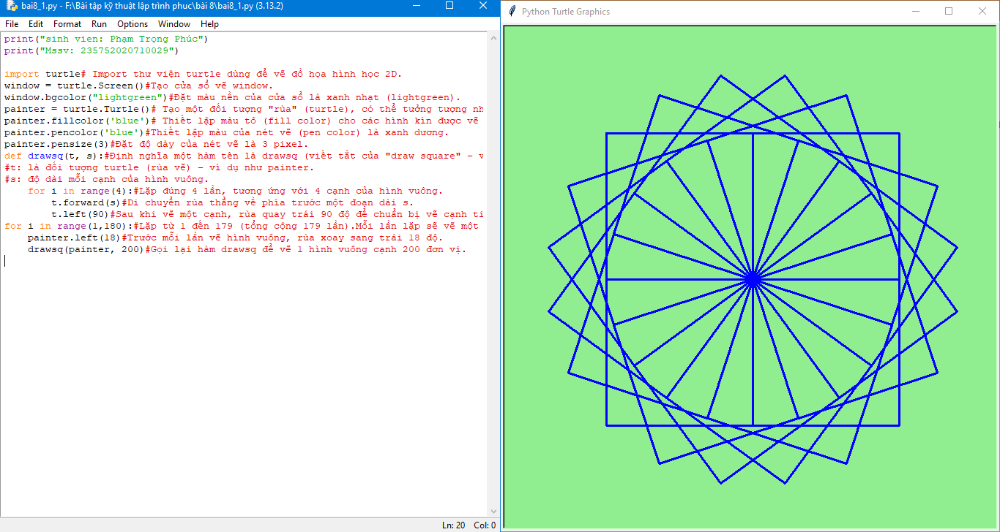 bai8_1.py - F:\Bài tập kỹ thuật lập trình phuc\bài 8\bai8_1.py (3.13.2)
File Edit Format Run Options Window Help
print("sinh vien: Phạm Trọng Phúc")
print("Mssv: 235752020710029")
import turtle# Import thư viện turtle dùng để vẽ đồ họa hình học 2D.
window = turtle.Screen()#Tạo cửa sổ vẽ window.
window.bgcolor("lightgreen")#Đặt màu nền của cửa sổ là xanh nhạt (lightgreen).
painter = turtle.Turtle()# Tạo một đối tượng "rùa" (turtle), có thể tưởng tượng nh
painter.fillcolor('blue')# Thiết lập màu tô (fill color) cho các hình kín được vẽ
painter.pencolor('blue')#Thiết lập màu của nét vẽ (pen color) là xanh dương.
painter.pensize(3)#Đặt độ dày của nét vẽ là 3 pixel.
def drawsq(t, s):#Định nghĩa một hàm tên là drawsq (viết tắt của "draw square" – v
#t: là đối tượng turtle (rùa vẽ) – ví dụ như painter.
#s: độ dài mỗi cạnh của hình vuông.
    for i in range(4):#Lặp đúng 4 lần, tương ứng với 4 cạnh của hình vuông.
        t.forward(s)#Di chuyển rùa thẳng về phía trước một đoạn dài s.
        t.left(90)#Sau khi vẽ một cạnh, rùa quay trái 90 độ để chuẩn bị vẽ cạnh ti
for i in range(1,180):#Lặp từ 1 đến 179 (tổng cộng 179 lần).Mỗi lần lặp sẽ vẽ một
    painter.left(18)#Trước mỗi lần vẽ hình vuông, rùa xoay sang trái 18 độ.
    drawsq(painter, 200)#Gọi lại hàm drawsq để vẽ 1 hình vuông cạnh 200 đơn vị.
Ln: 20 Col: 0
Python Turtle Graphics